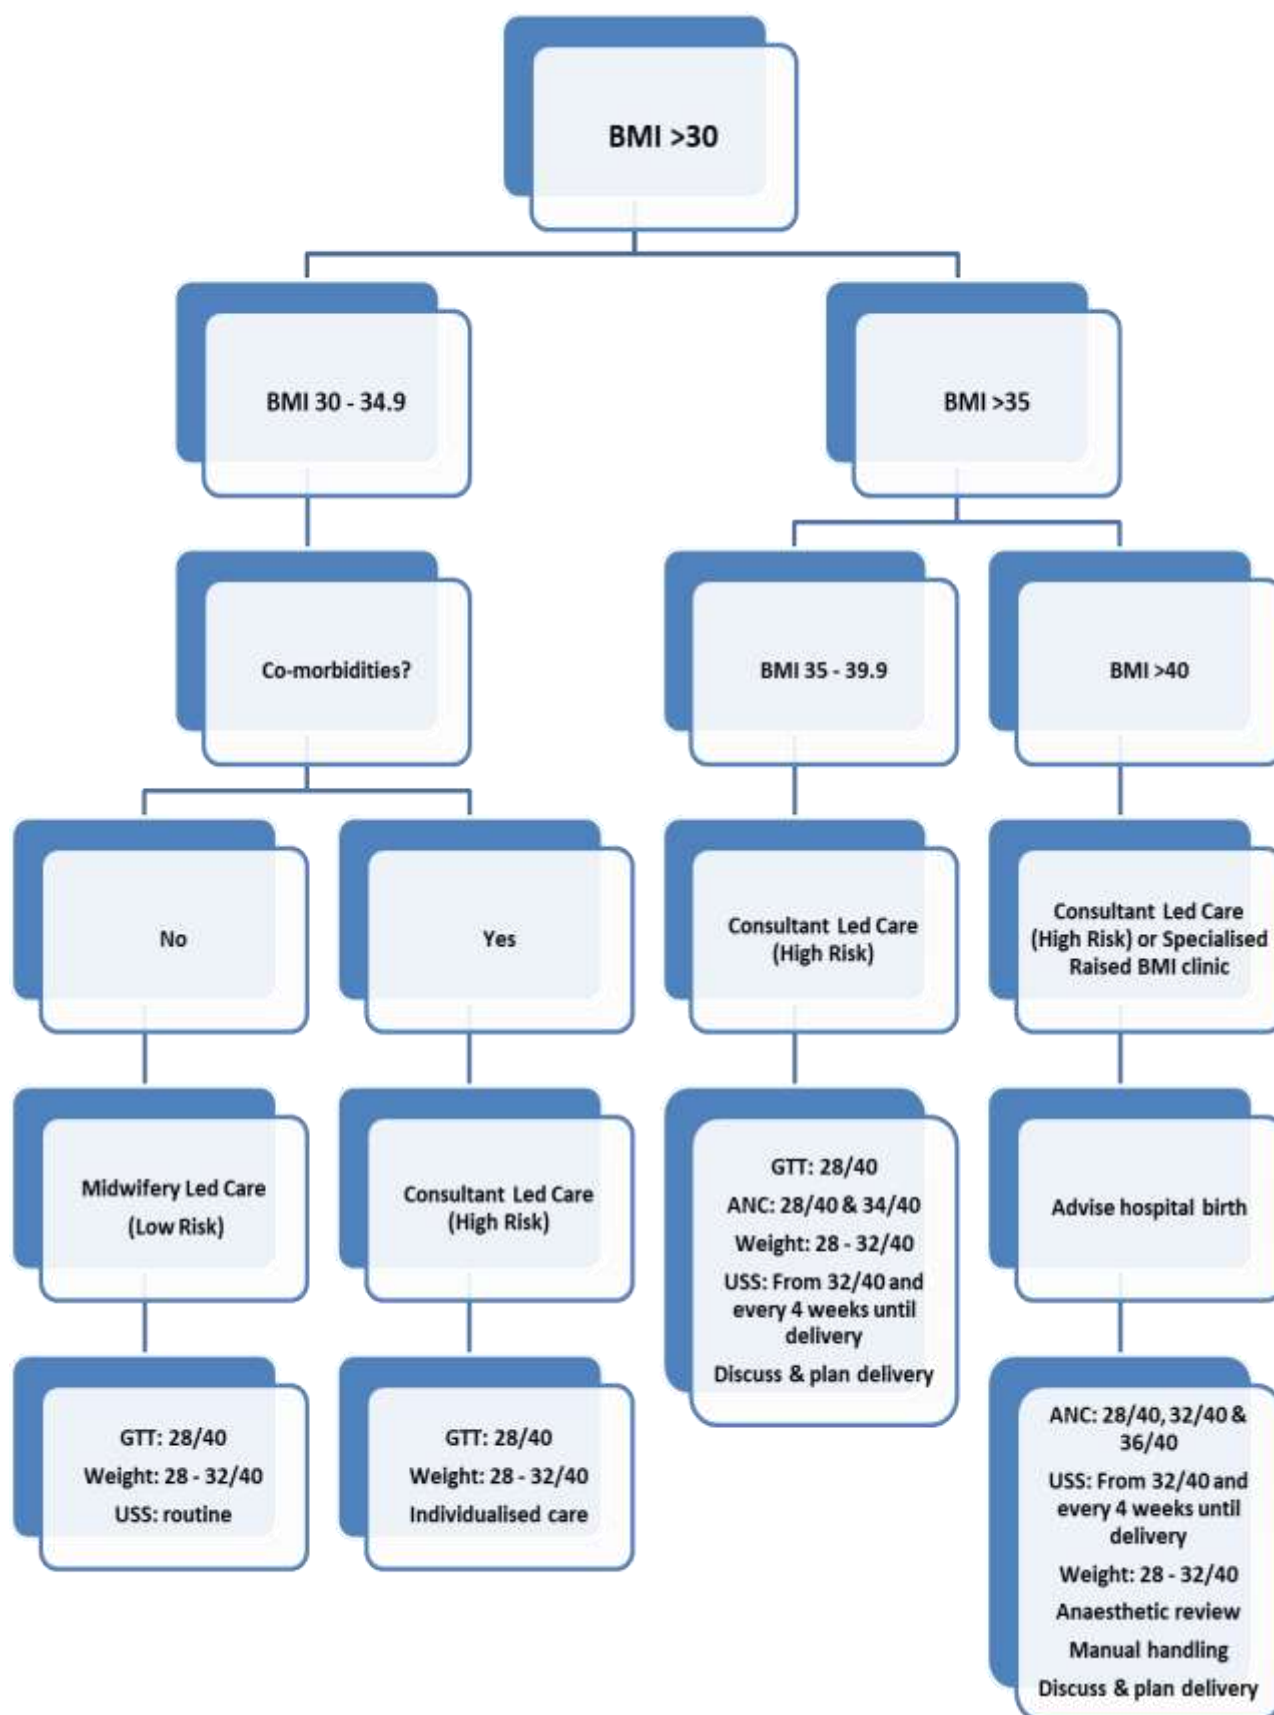 BMI >30
BMI 30 - 34.9
BMI >35
Co-morbidities?
BMI 35 - 39.9
BMI >40
No
Yes
Consultant Led Care
(High Risk)
Consultant Led Care
(High Risk) or Specialised
Raised BMI clinic
Midwifery Led Care
(Low Risk)
Consultant Led Care
(High Risk)
GTT: 28/40
ANC: 28/40 & 34/40
Weight: 28 - 32/40
USS: From 32/40 and
every 4 weeks until
delivery
Discuss & plan delivery
Advise hospital birth
GTT: 28/40
Weight: 28 - 32/40
USS: routine
GTT: 28/40
Weight: 28 - 32/40
Individualised care
ANC: 28/40, 32/40 &
36/40
USS: From 32/40 and
every 4 weeks until
delivery
Weight: 28 - 32/40
Anaesthetic review
Manual handling
Discuss & plan delivery